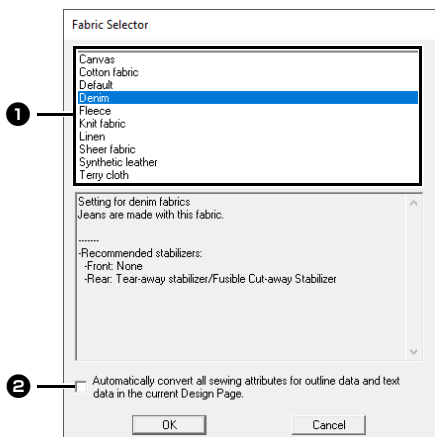 Fabric Selector
Canvas
Cotton fabric
Default
Denim
❶
Fleece
Knit fabric
Linen
Sheer fabric
Synthetic leather
Terry cloth
Setting for denim fabrics
Jeans are made with this fabric.
-------
-Recommended stabilizers:
-Front: None
-Rear: Tear-away stabilizer/Fusible Cut-away Stabilizer
❷
Automatically convert all sewing attributes for outline data and text
data in the current Design Page.
OK Cancel